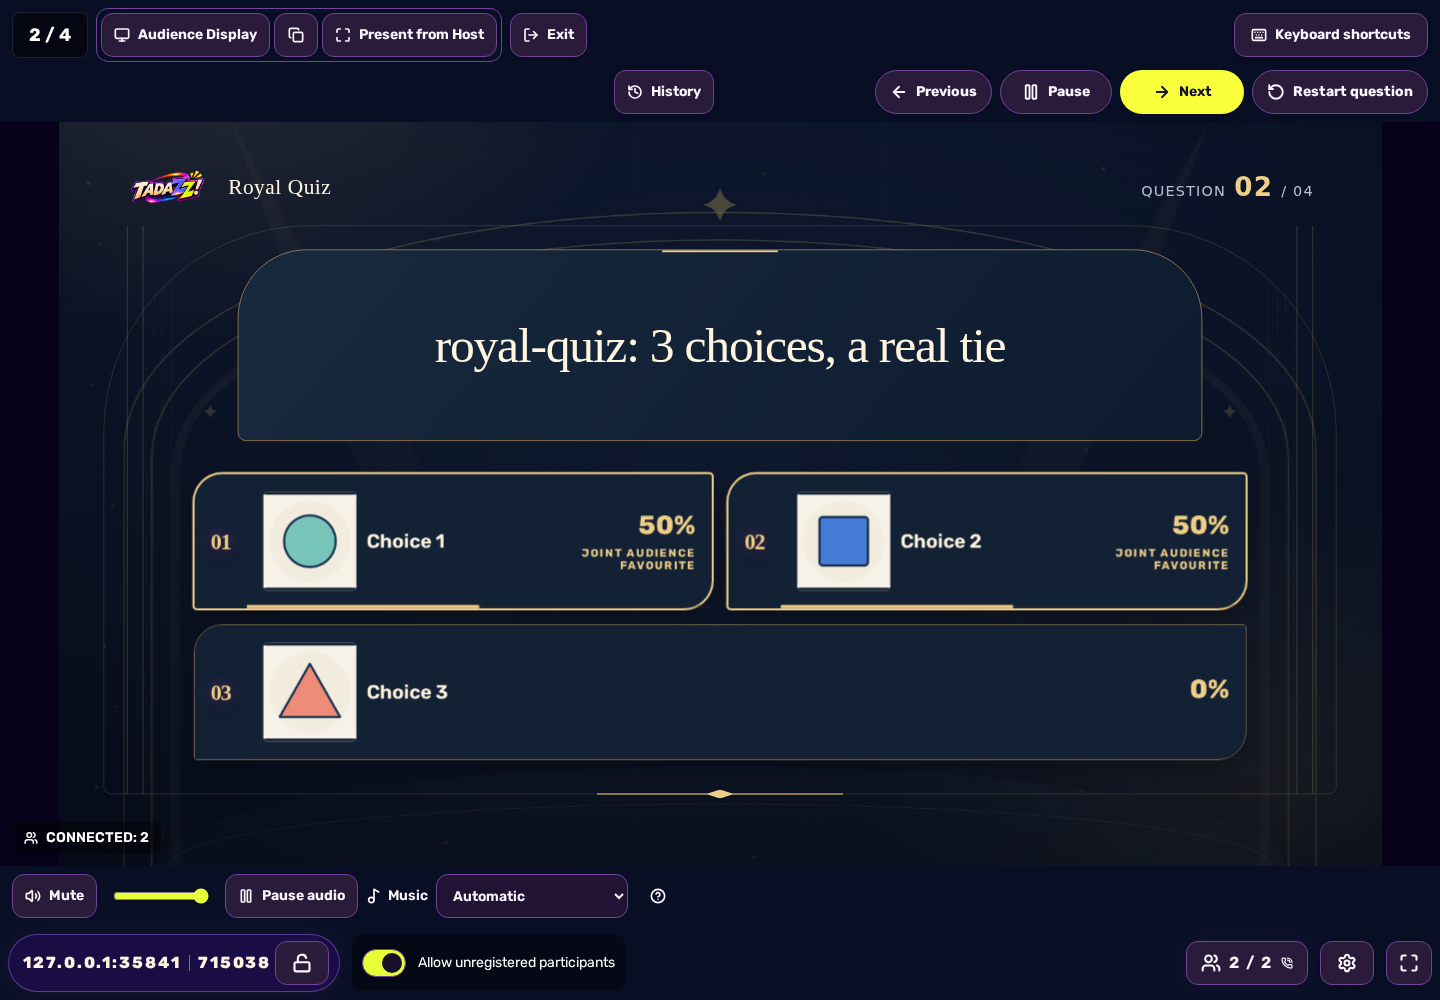 2 / 4
Audience Display
Present from Host
Exit
Keyboard shortcuts
History
Previous
Pause
Next
Restart question
TADAZZ!
Royal Quiz
QUESTION 02 / 04
royal-quiz: 3 choices, a real tie
01
Choice 1
50%
JOINT AUDIENCE
FAVOURITE
02
Choice 2
50%
JOINT AUDIENCE
FAVOURITE
03
Choice 3
0%
CONNECTED: 2
Mute
Pause audio
Music
Automatic
127.0.0.1:35841 | 715038
Allow unregistered participants
2 / 2